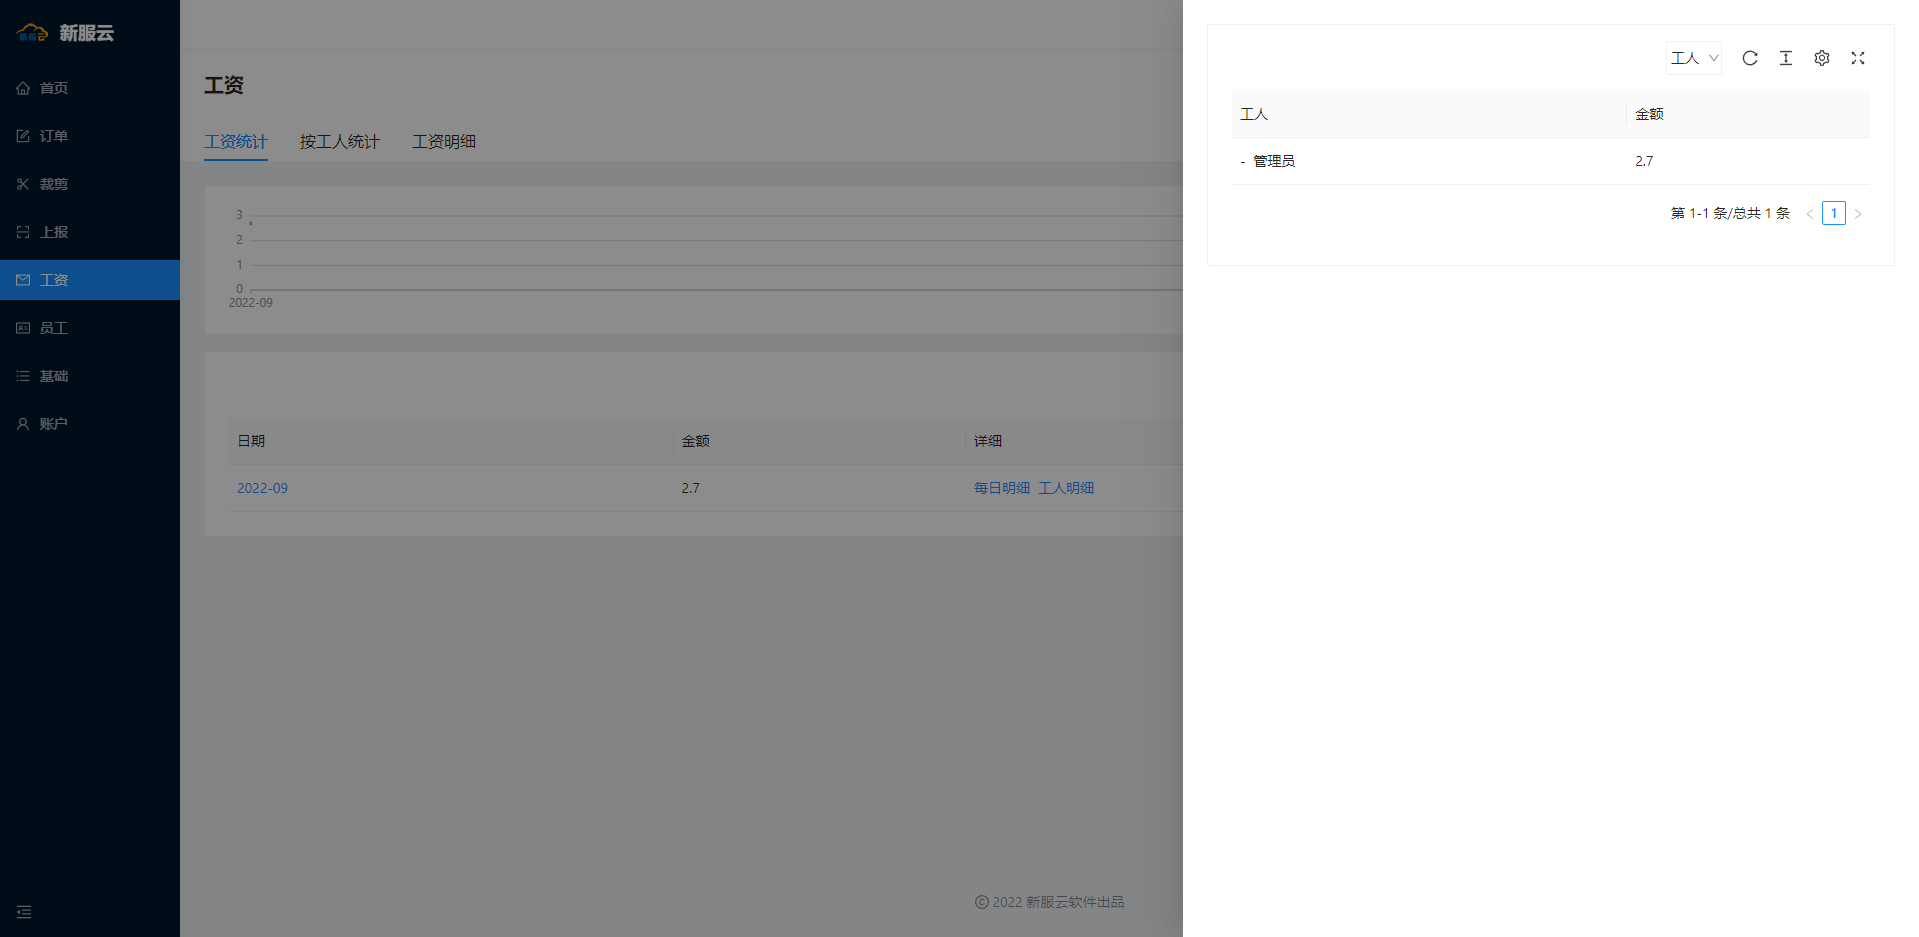 新服云
首页
订单
裁剪
上报
工资
员工
基础
账户
工资
工资统计 按工人统计 工资明细
3
2
1
0
2022-09
日期 金额 详细
2022-09 2.7 每日明细 工人明细
© 2022 新服云软件出品
工人
工人 金额
- 管理员 2.7
第 1-1 条/总共 1 条 < 1 >